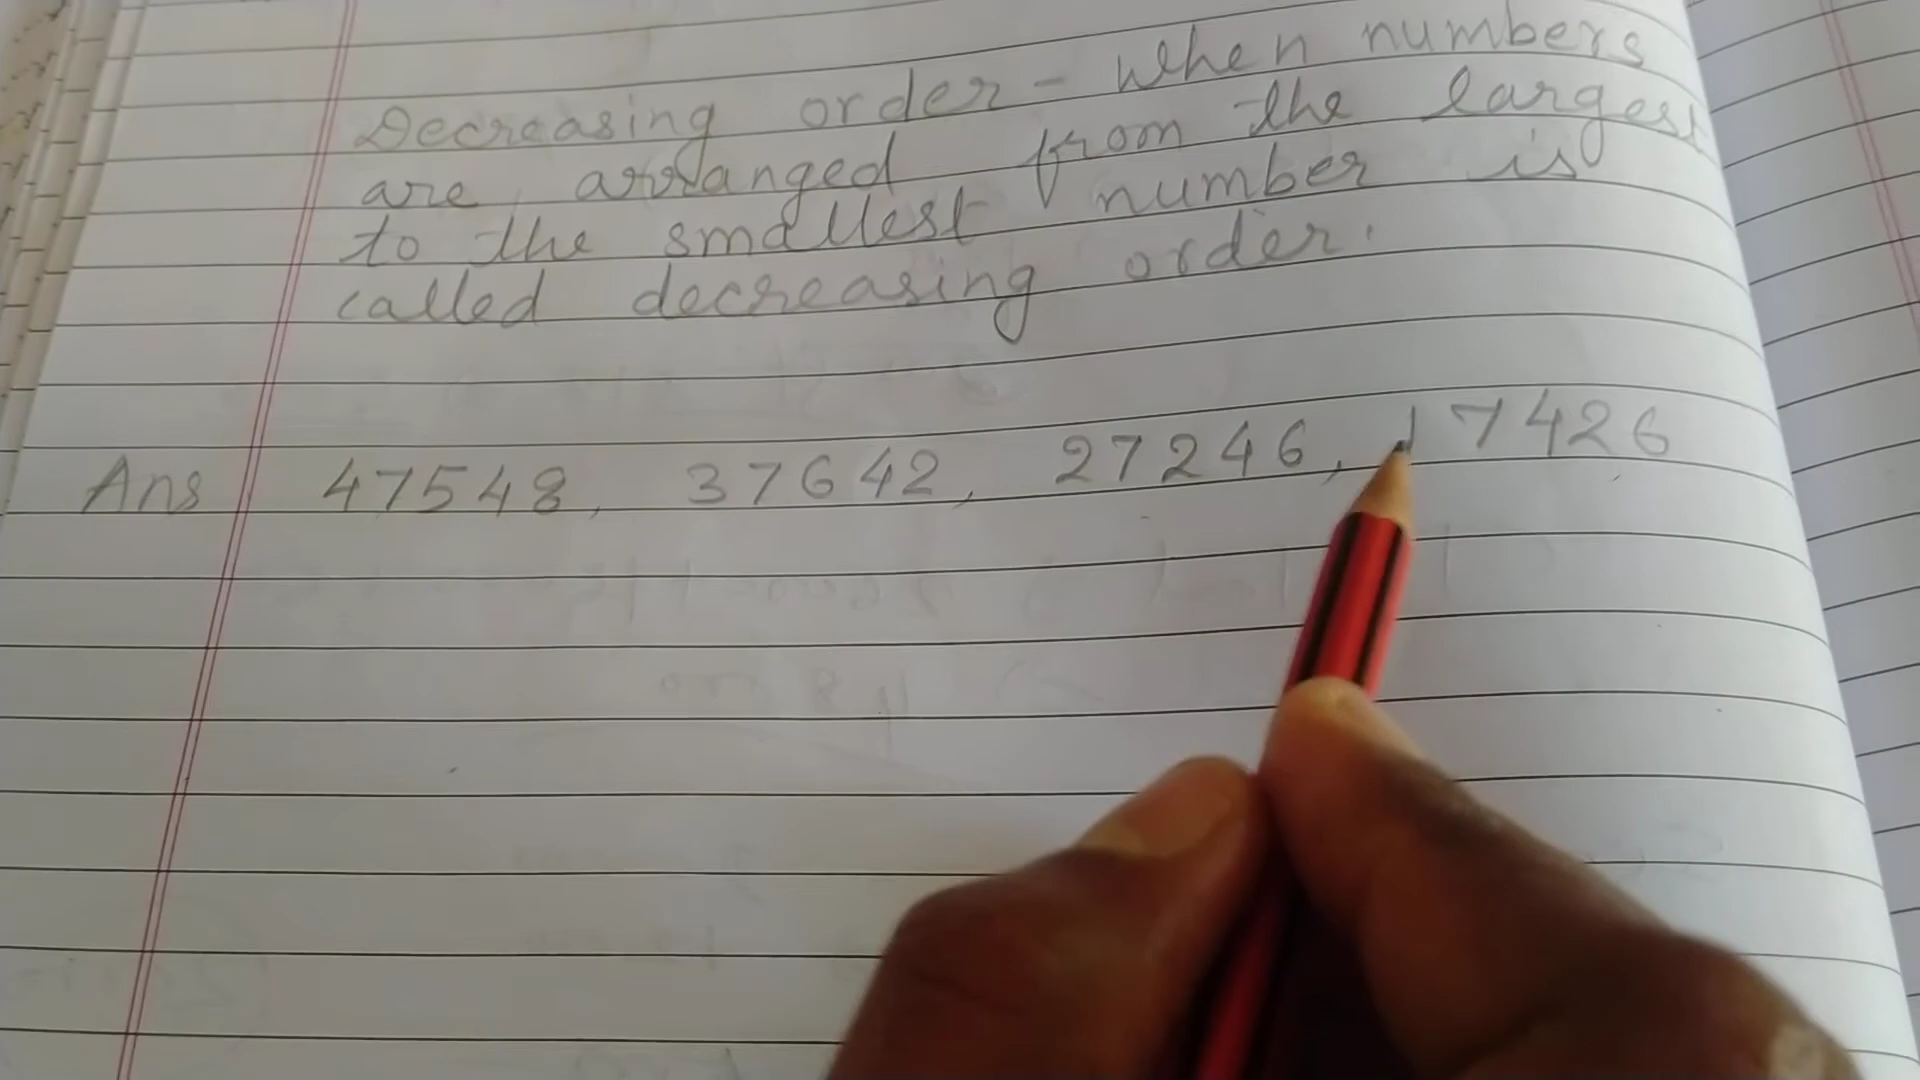 Decreasing order - When numbers
are arranged from the largest
to the smallest number is
called decreasing order.
Ans 47548, 37642, 27246, 17426